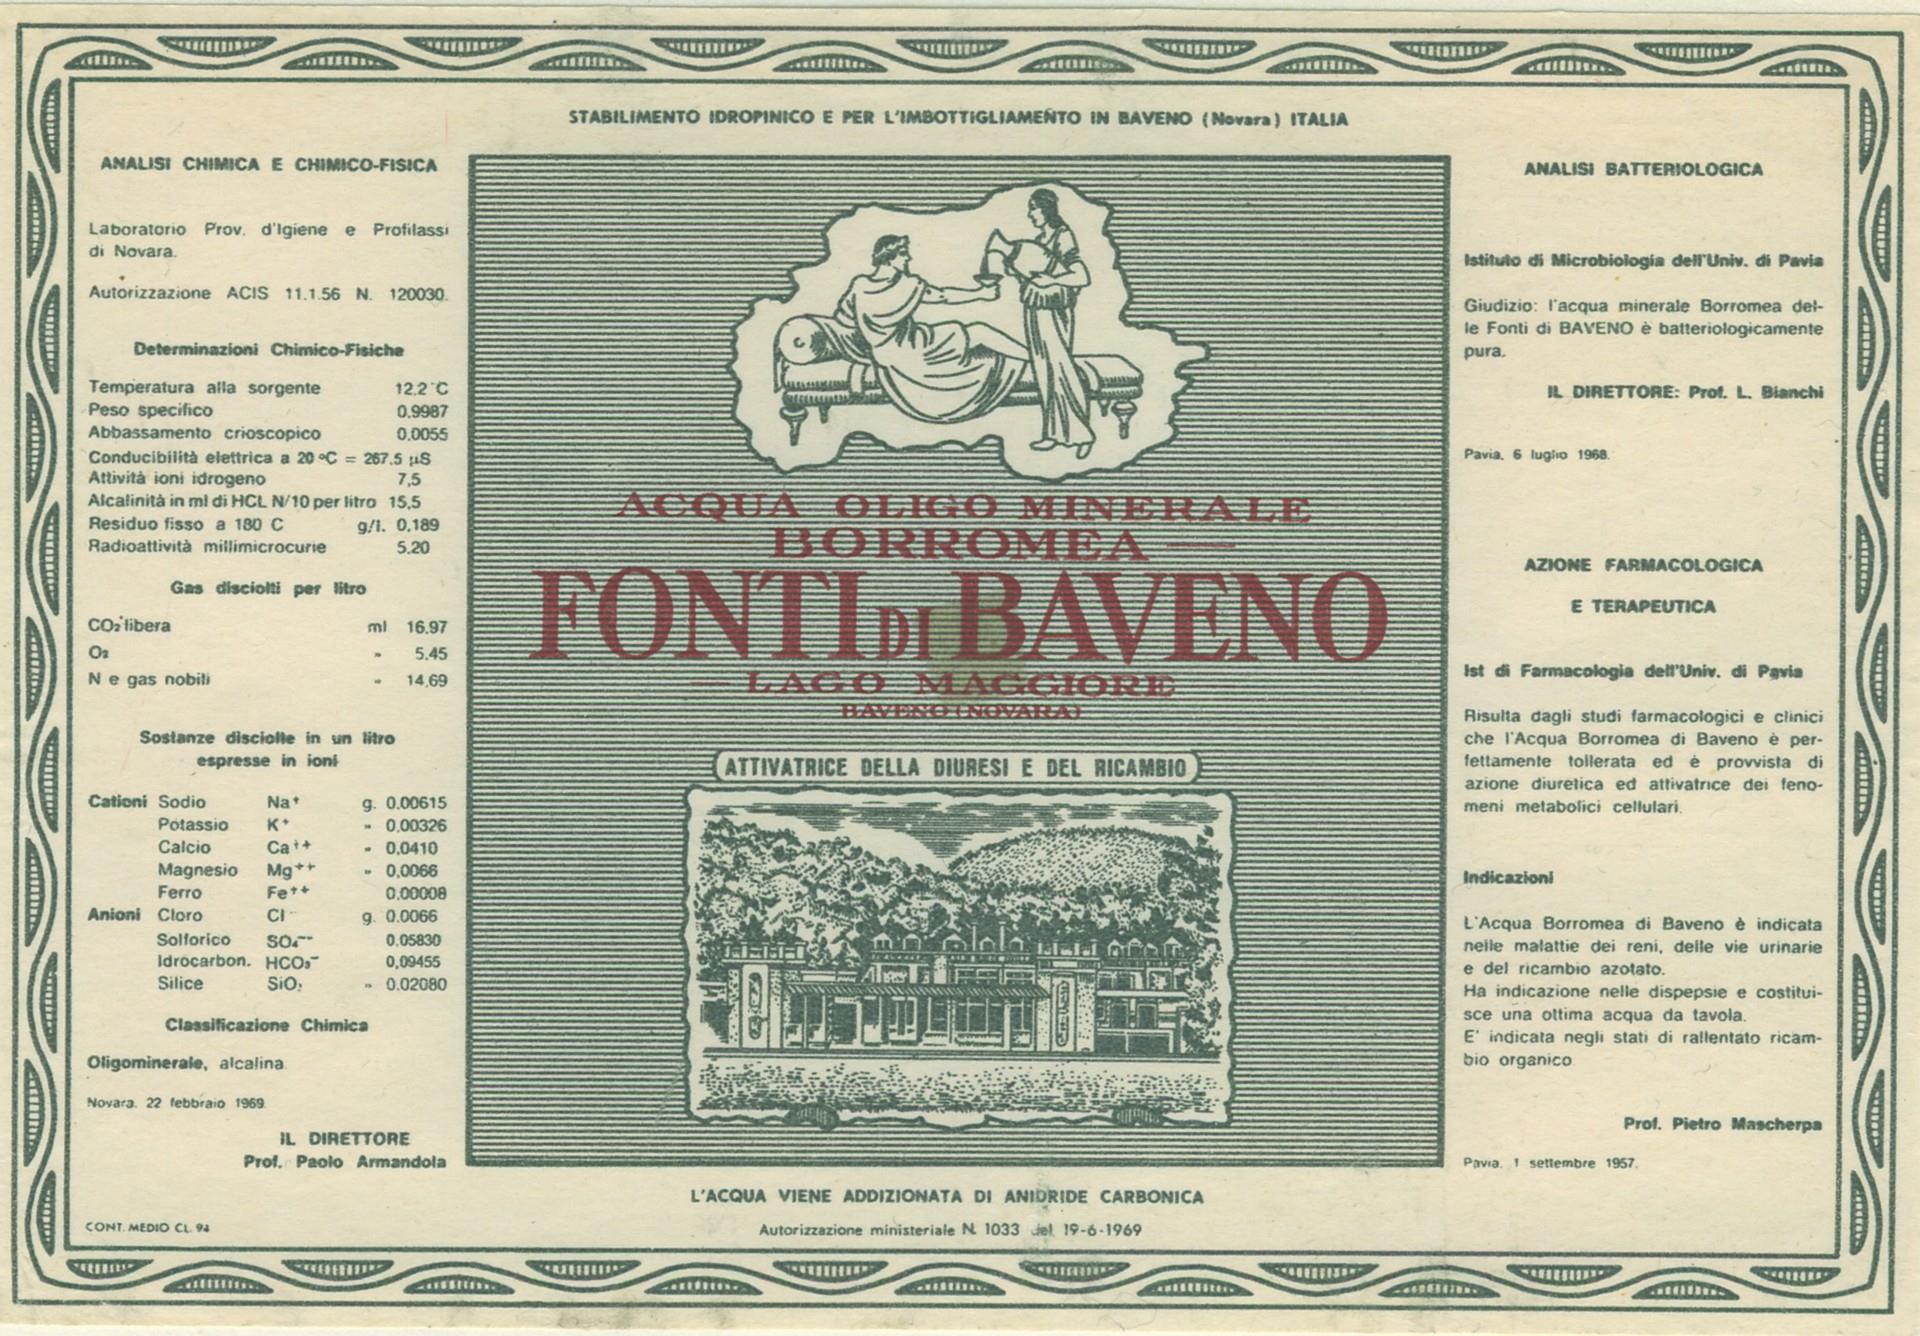 STABILIMENTO IDROPINICO E PER L'IMBOTTIGLIAMENTO IN BAVENO (Novara) ITALIA
ANALISI CHIMICA E CHIMICO-FISICA
Laboratorio Prov. d'Igiene e Profilassi
di Novara.
Autorizzazione ACIS 11.1.56 N. 120030.
Determinazioni Chimico-Fisiche
Temperatura alla sorgente 12,2°C
Peso specifico 0,9987
Abbassamento crioscopico 0,0055
Conducibilità elettrica a 20 °C = 267,5 µS
Attività ioni idrogeno 7,5
Alcalinità in ml di HCL N/10 per litro 15,5
Residuo fisso a 180 C g/l. 0,189
Radioattività millimicrocurie 5,20
Gas disciolti per litro
CO₂ libera ml 16,97
O₂ » 5.45
N e gas nobili » 14,69
Sostanze disciolte in un litro
espresse in ioni
Cationi Sodio Na⁺ g. 0.00615
Potassio K⁺ » 0,00326
Calcio Ca⁺⁺ » 0,0410
Magnesio Mg⁺⁺ » 0,0066
Ferro Fe⁺⁺ 0.00008
Anioni Cloro Cl⁻ g. 0.0066
Solforico SO₄⁻⁻ 0,05830
Idrocarbon. HCO₃⁻ 0,09455
Silice SiO₂ » 0.02080
Classificazione Chimica
Oligominerale, alcalina.
Novara. 22 febbraio 1969.
IL DIRETTORE
Prof. Paolo Armandola
CONT. MEDIO CL. 94
ACQUA OLIGO MINERALE
BORROMEA
FONTI DI BAVENO
LAGO MAGGIORE
BAVENO (NOVARA)
ATTIVATRICE DELLA DIURESI E DEL RICAMBIO
L'ACQUA VIENE ADDIZIONATA DI ANIDRIDE CARBONICA
Autorizzazione ministeriale N. 1033 del 19-6-1969
ANALISI BATTERIOLOGICA
Istituto di Microbiologia dell'Univ. di Pavia
Giudizio: l'acqua minerale Borromea del-
le Fonti di BAVENO è batteriologicamente
pura.
IL DIRETTORE: Prof. L. Bianchi
Pavia, 6 luglio 1968.
AZIONE FARMACOLOGICA
E TERAPEUTICA
Ist di Farmacologia dell'Univ. di Pavia
Risulta dagli studi farmacologici e clinici
che l'Acqua Borromea di Baveno è per-
fettamente tollerata ed è provvista di
azione diuretica ed attivatrice dei feno-
meni metabolici cellulari.
Indicazioni
L'Acqua Borromea di Baveno è indicata
nelle malattie dei reni, delle vie urinarie
e del ricambio azotato.
Ha indicazione nelle dispepsie e costitui-
sce una ottima acqua da tavola.
E' indicata negli stati di rallentato ricam-
bio organico
Prof. Pietro Mascherpa
Pavia. 1 settembre 1957.